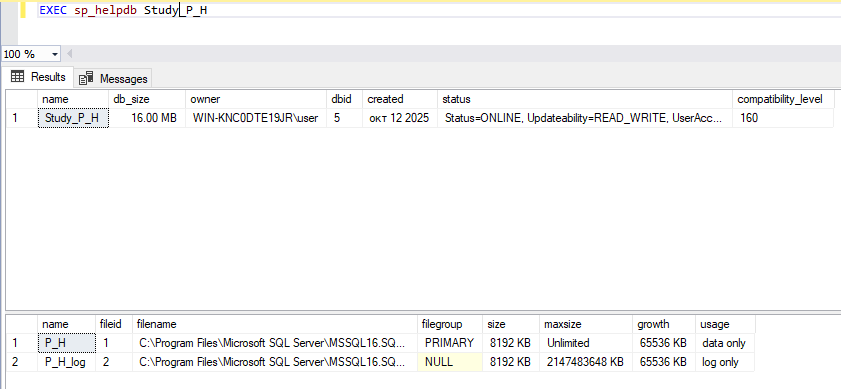 EXEC sp_helpdb Study_P_H
100 %
Results Messages
name db_size owner dbid created status compatibility_level
1 Study_P_H 16.00 MB WIN-KNC0DTE19JR\user 5 окт 12 2025 Status=ONLINE, Updateability=READ_WRITE, UserAcc... 160
name fileid filename filegroup size maxsize growth usage
1 P_H 1 C:\Program Files\Microsoft SQL Server\MSSQL16.SQ... PRIMARY 8192 KB Unlimited 65536 KB data only
2 P_H_log 2 C:\Program Files\Microsoft SQL Server\MSSQL16.SQ... NULL 8192 KB 2147483648 KB 65536 KB log only